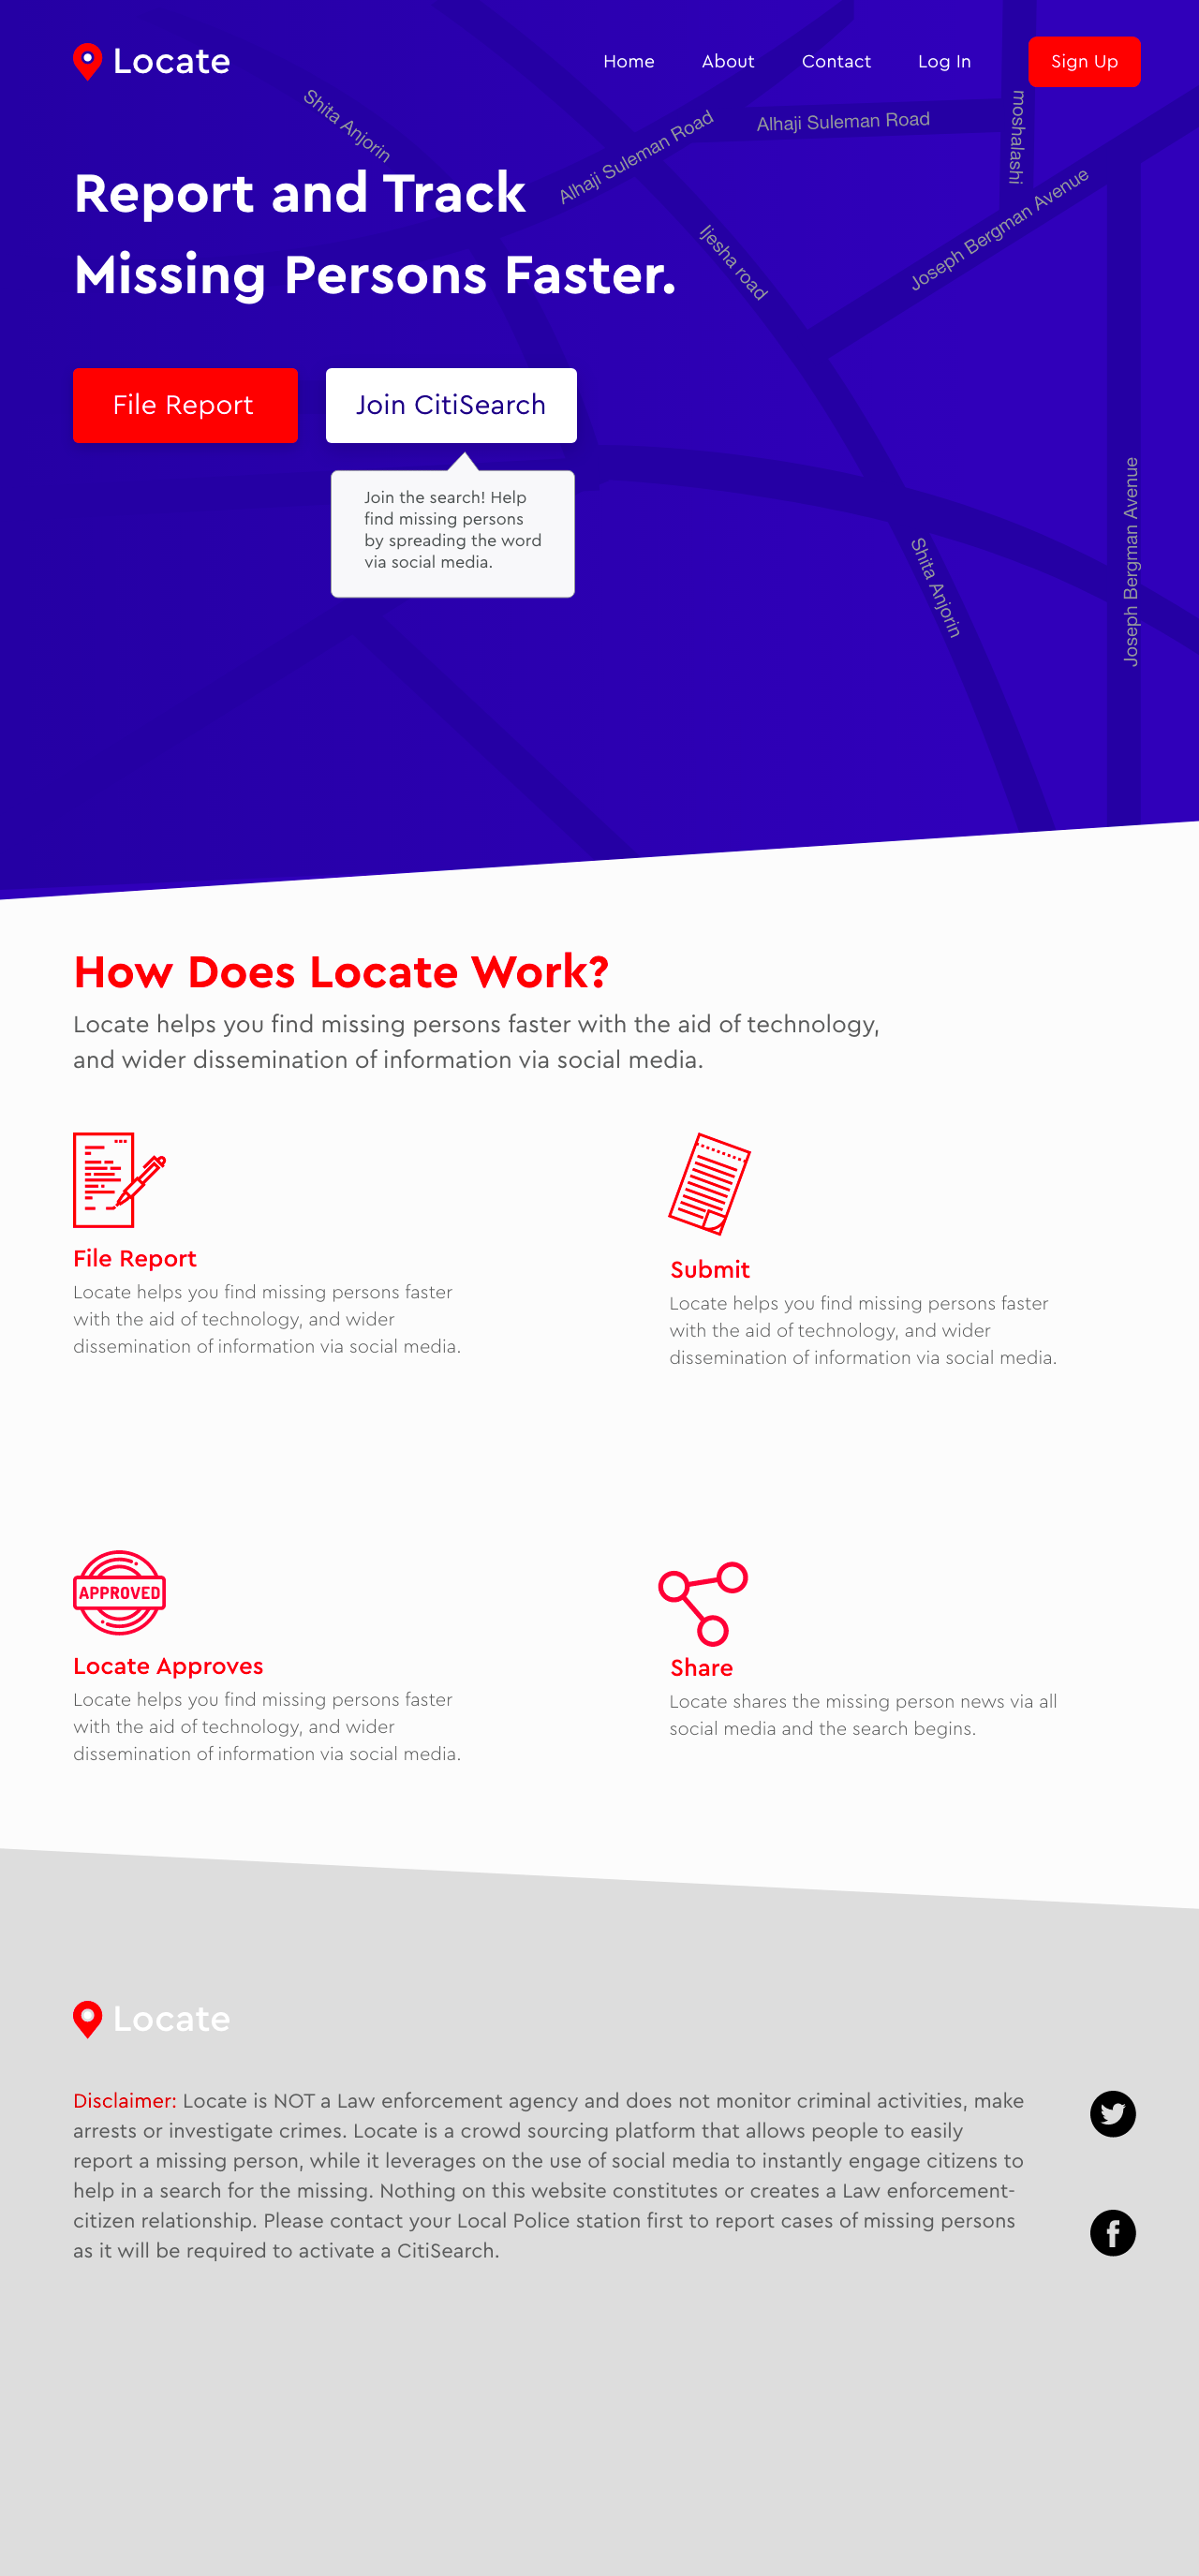 Locate
Home
About
Contact
Log In
Sign Up
Shita Anjorin
Alhaji Suleman Road
Alhaji Suleman Road
moshalashi
Report and Track
Missing Persons Faster.
Ijesha road
Joseph Bergman Avenue
File Report
Join CitiSearch
Join the search! Help
find missing persons
by spreading the word
via social media.
Shita Anjorin
Joseph Bergman Avenue
How Does Locate Work?
Locate helps you find missing persons faster with the aid of technology,
and wider dissemination of information via social media.
File Report
Locate helps you find missing persons faster
with the aid of technology, and wider
dissemination of information via social media.
Submit
Locate helps you find missing persons faster
with the aid of technology, and wider
dissemination of information via social media.
APPROVED
Locate Approves
Locate helps you find missing persons faster
with the aid of technology, and wider
dissemination of information via social media.
Share
Locate shares the missing person news via all
social media and the search begins.
Locate
Disclaimer: Locate is NOT a Law enforcement agency and does not monitor criminal activities, make
arrests or investigate crimes. Locate is a crowd sourcing platform that allows people to easily
report a missing person, while it leverages on the use of social media to instantly engage citizens to
help in a search for the missing. Nothing on this website constitutes or creates a Law enforcement-
citizen relationship. Please contact your Local Police station first to report cases of missing persons
as it will be required to activate a CitiSearch.